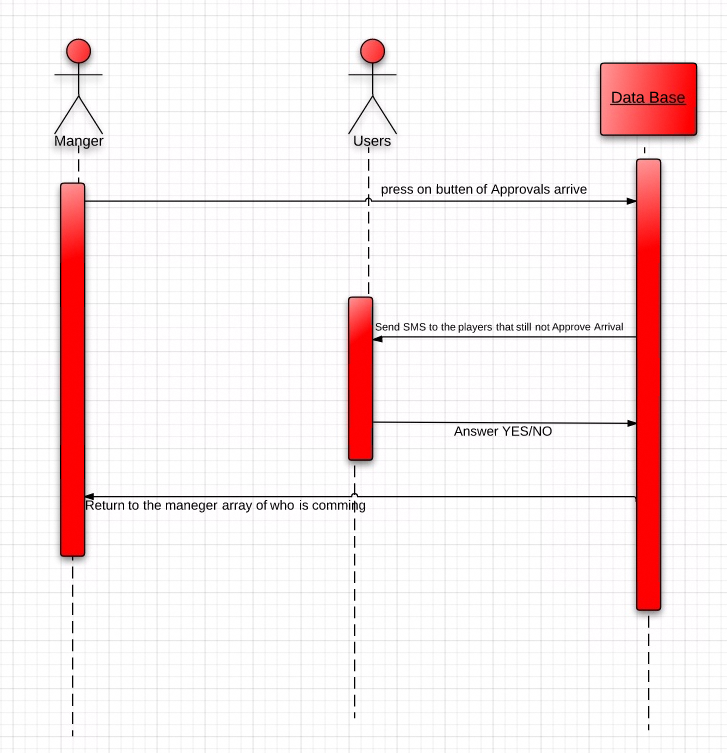 Manger
Users
Data Base
press on butten of Approvals arrive
Send SMS to the players that still not Approve Arrival
Answer YES/NO
Return to the maneger array of who is comming